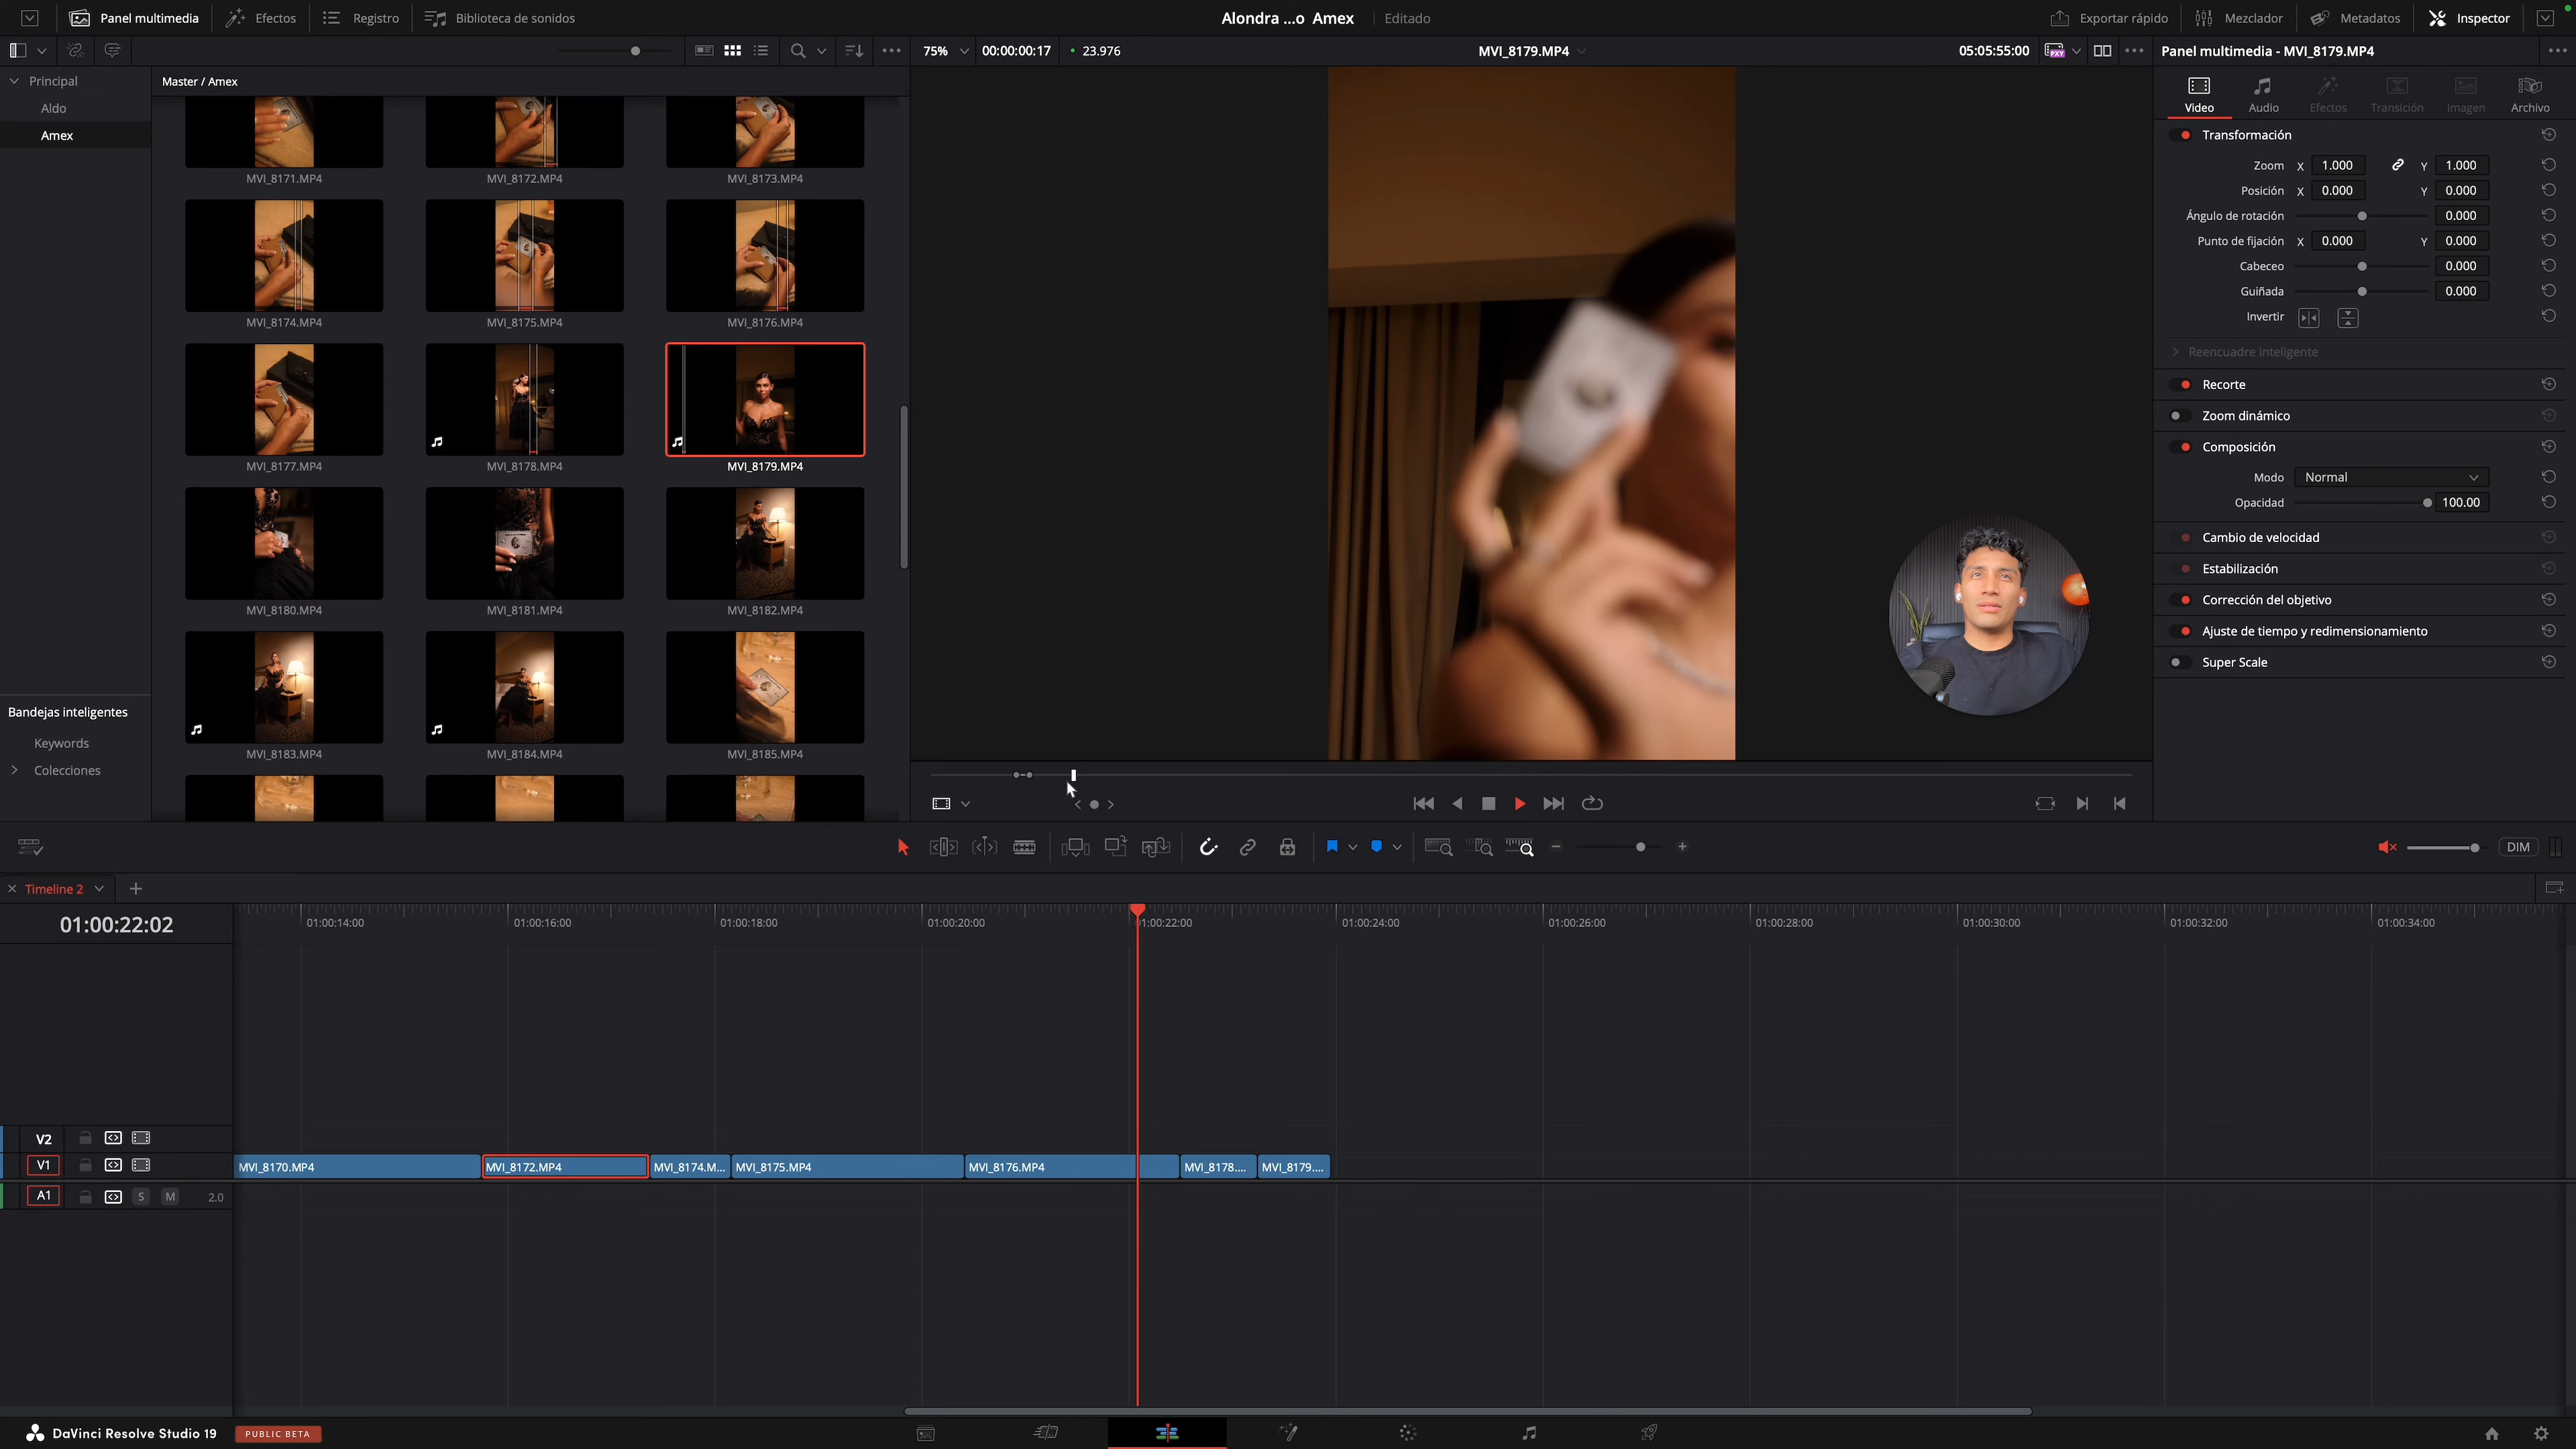 Panel multimedia Efectos Registro Biblioteca de sonidos Alondra ...o Amex Editado Exportar rápido Mezclador Metadatos Inspector
75% 00:00:00:17 23.976 MVI_8179.MP4 05:05:55:00 PXY Panel multimedia - MVI_8179.MP4
Principal
Aldo
Amex
Master / Amex
MVI_8171.MP4 MVI_8172.MP4 MVI_8173.MP4
MVI_8174.MP4 MVI_8175.MP4 MVI_8176.MP4
MVI_8177.MP4 MVI_8178.MP4 MVI_8179.MP4
MVI_8180.MP4 MVI_8181.MP4 MVI_8182.MP4
MVI_8183.MP4 MVI_8184.MP4 MVI_8185.MP4
Bandejas inteligentes
Keywords
Colecciones
Video Audio Efectos Transición Imagen Archivo
Transformación
Zoom X 1.000 Y 1.000
Posición X 0.000 Y 0.000
Ángulo de rotación 0.000
Punto de fijación X 0.000 Y 0.000
Cabeceo 0.000
Guiñada 0.000
Invertir
Reencuadre inteligente
Recorte
Zoom dinámico
Composición
Modo Normal
Opacidad 100.00
Cambio de velocidad
Estabilización
Corrección del objetivo
Ajuste de tiempo y redimensionamiento
Super Scale
DIM
Timeline 2
01:00:22:02 01:00:14:00 01:00:16:00 01:00:18:00 01:00:20:00 01:00:22:00 01:00:24:00 01:00:26:00 01:00:28:00 01:00:30:00 01:00:32:00 01:00:34:00
V2
V1 MVI_8170.MP4 MVI_8172.MP4 MVI_8174.M... MVI_8175.MP4 MVI_8176.MP4 MVI_8178.... MVI_8179....
A1 S M 2.0
DaVinci Resolve Studio 19 PUBLIC BETA